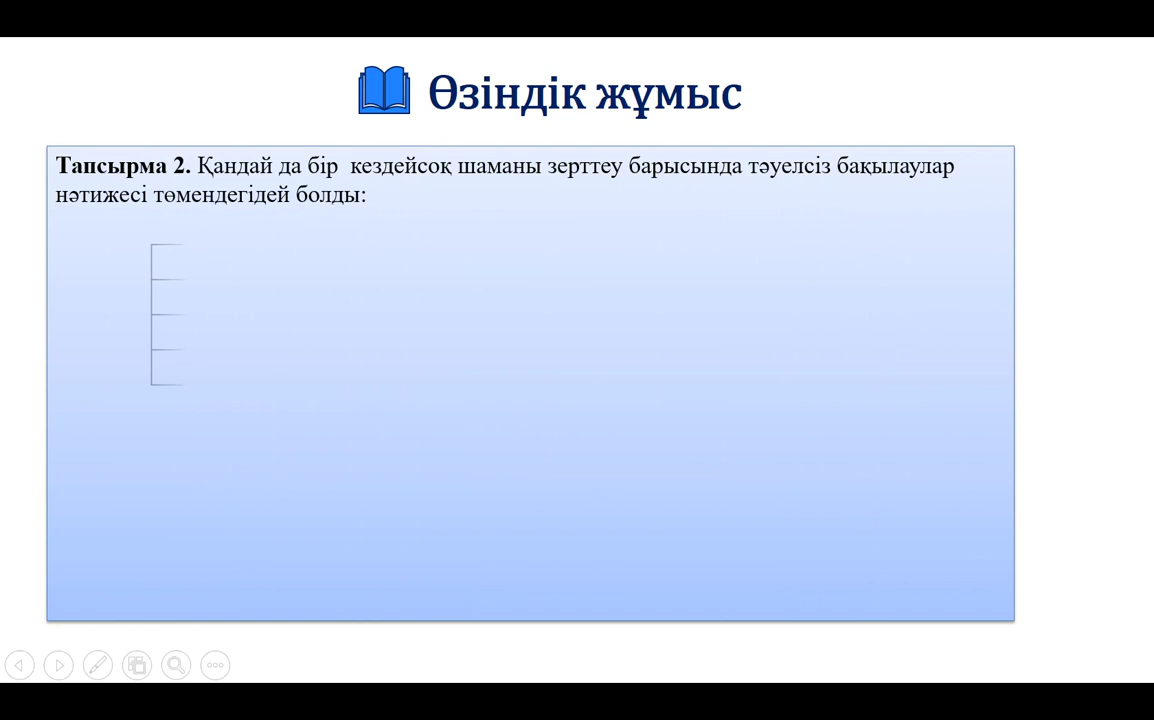 Өзіндік жұмыс
Тапсырма 2. Қандай да бір кездейсоқ шаманы зерттеу барысында тәуелсіз бақылаулар
нәтижесі төмендегідей болды: